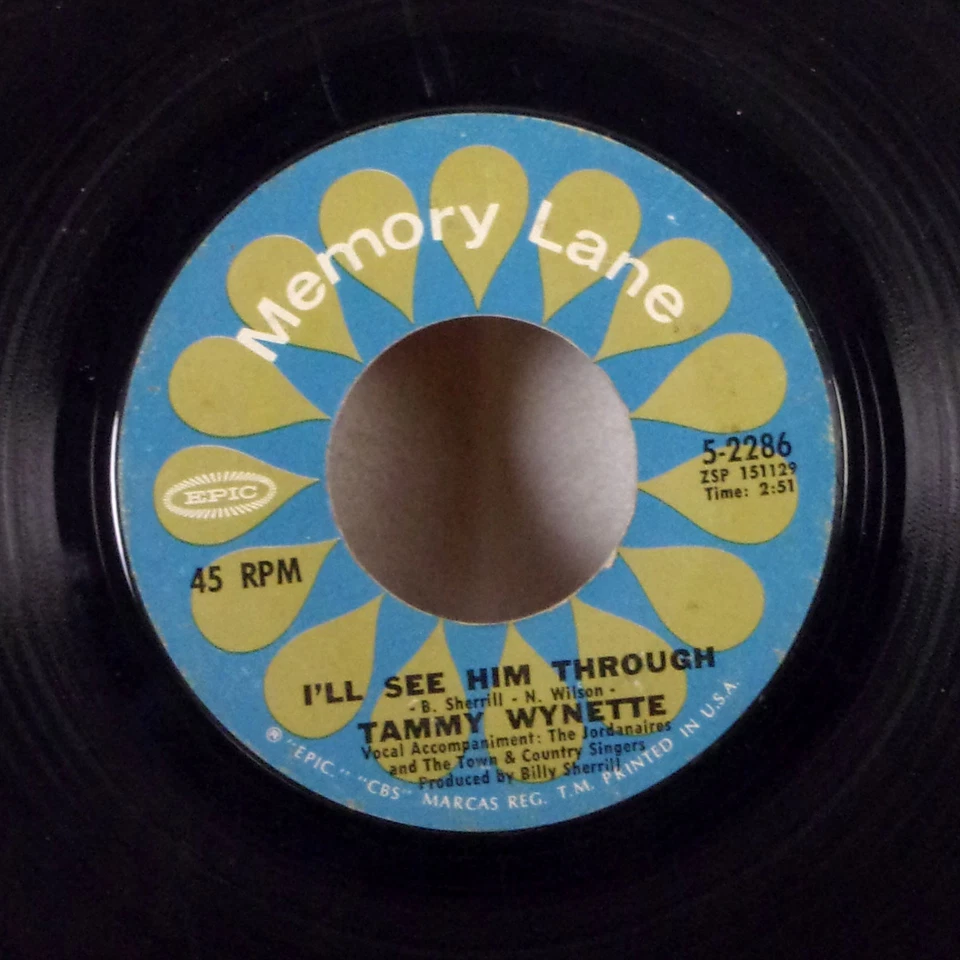 Memory Lane
5-2286
ZSP 151129
Time: 2:51
EPIC
45 RPM
I'LL SEE HIM THROUGH
- B. Sherrill - N. Wilson -
TAMMY WYNETTE
Vocal Accompaniment: The Jordanaires
and The Town & Country Singers
Produced By Billy Sherrill
® "EPIC," "CBS" MARCAS REG. T.M. PRINTED IN U.S.A.